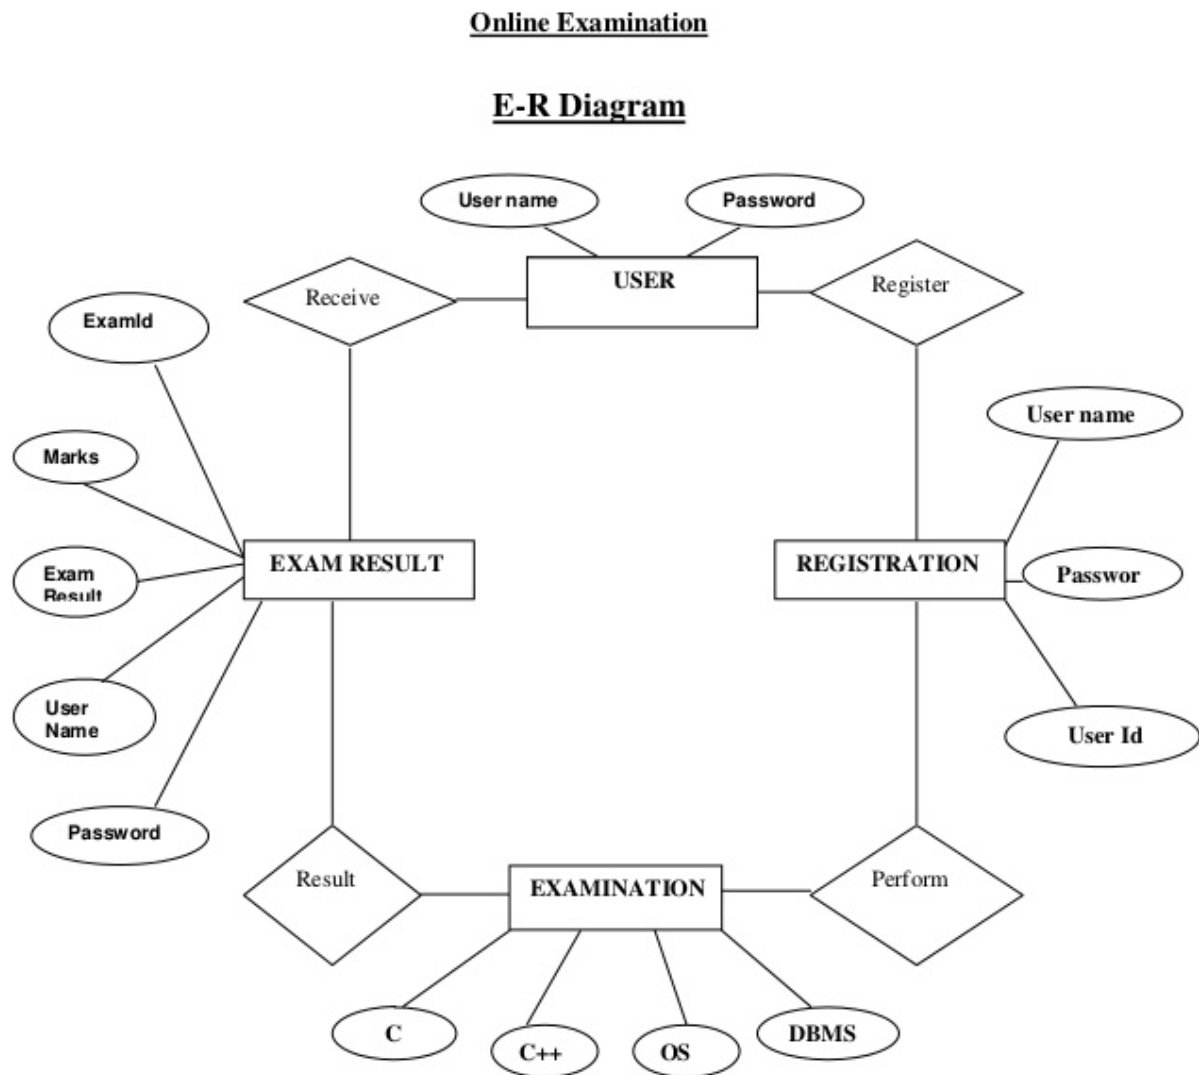 Online Examination
E-R Diagram
User name
Password
USER
Receive
Register
ExamId
User name
Marks
EXAM RESULT
REGISTRATION
Exam
Result
Passwor
User
Name
User Id
Password
Result
EXAMINATION
Perform
C
C++
OS
DBMS